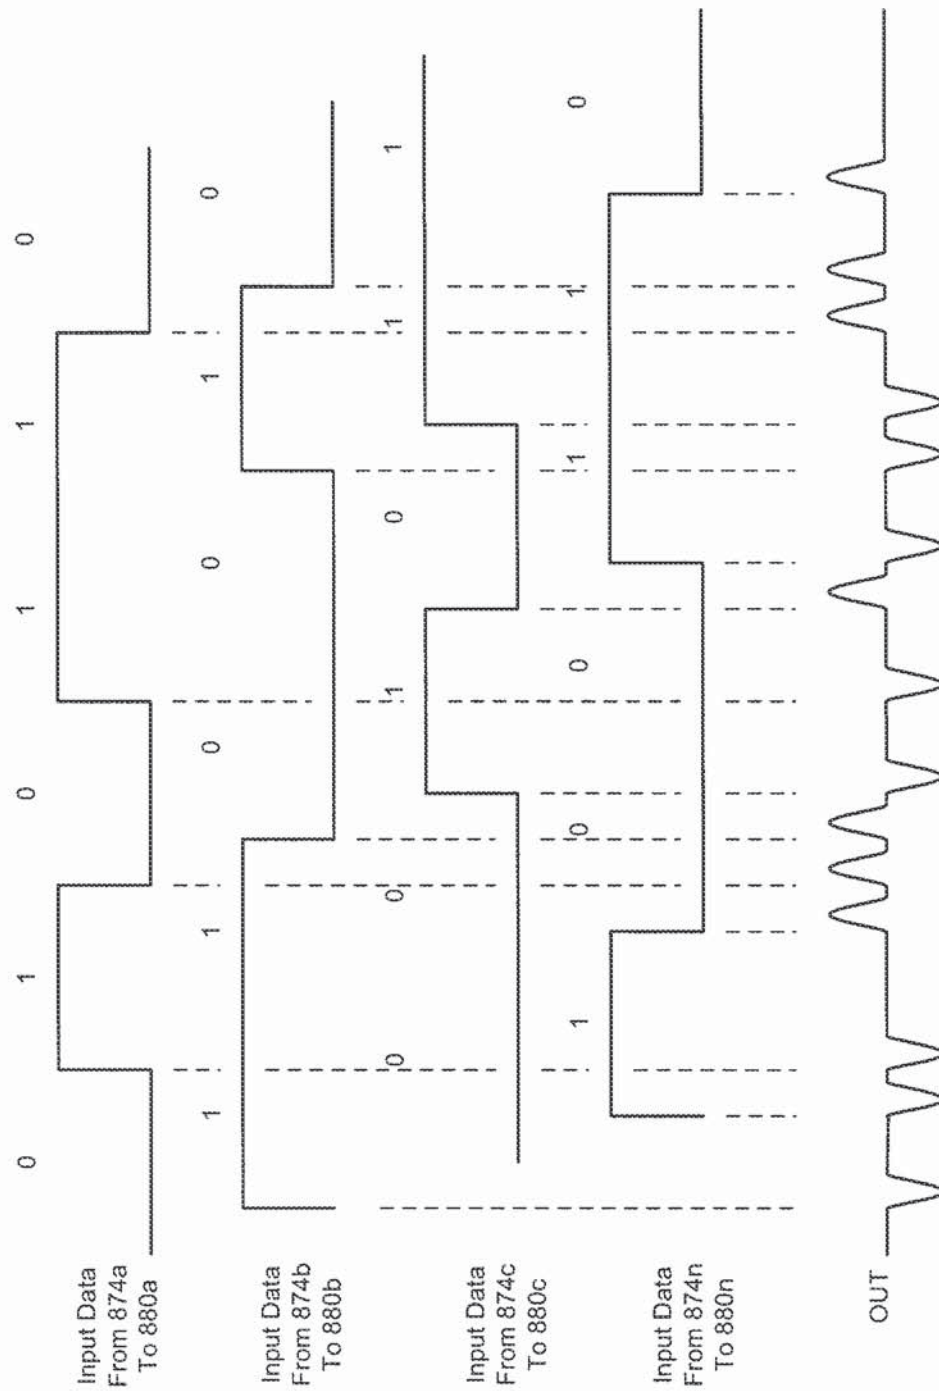 0 1 0 1 1 0
Input Data
From 874a
To 880a
1 1 0 0 1 0
Input Data
From 874b
To 880b
0 0 1 0 1 1
Input Data
From 874c
To 880c
1 0 0 1 1 0
Input Data
From 874n
To 880n
OUT